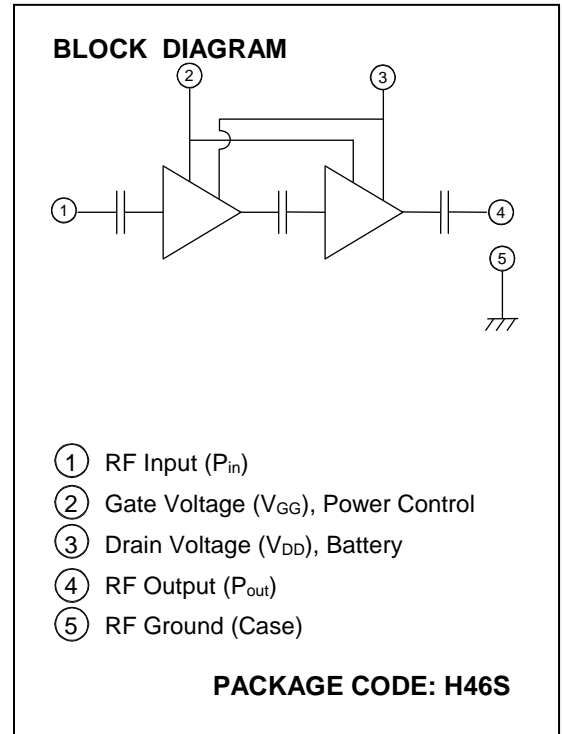 BLOCK DIAGRAM
2 3
1 4
5
1 RF Input (Pin)
2 Gate Voltage (VGG), Power Control
3 Drain Voltage (VDD), Battery
4 RF Output (Pout)
5 RF Ground (Case)
PACKAGE CODE: H46S